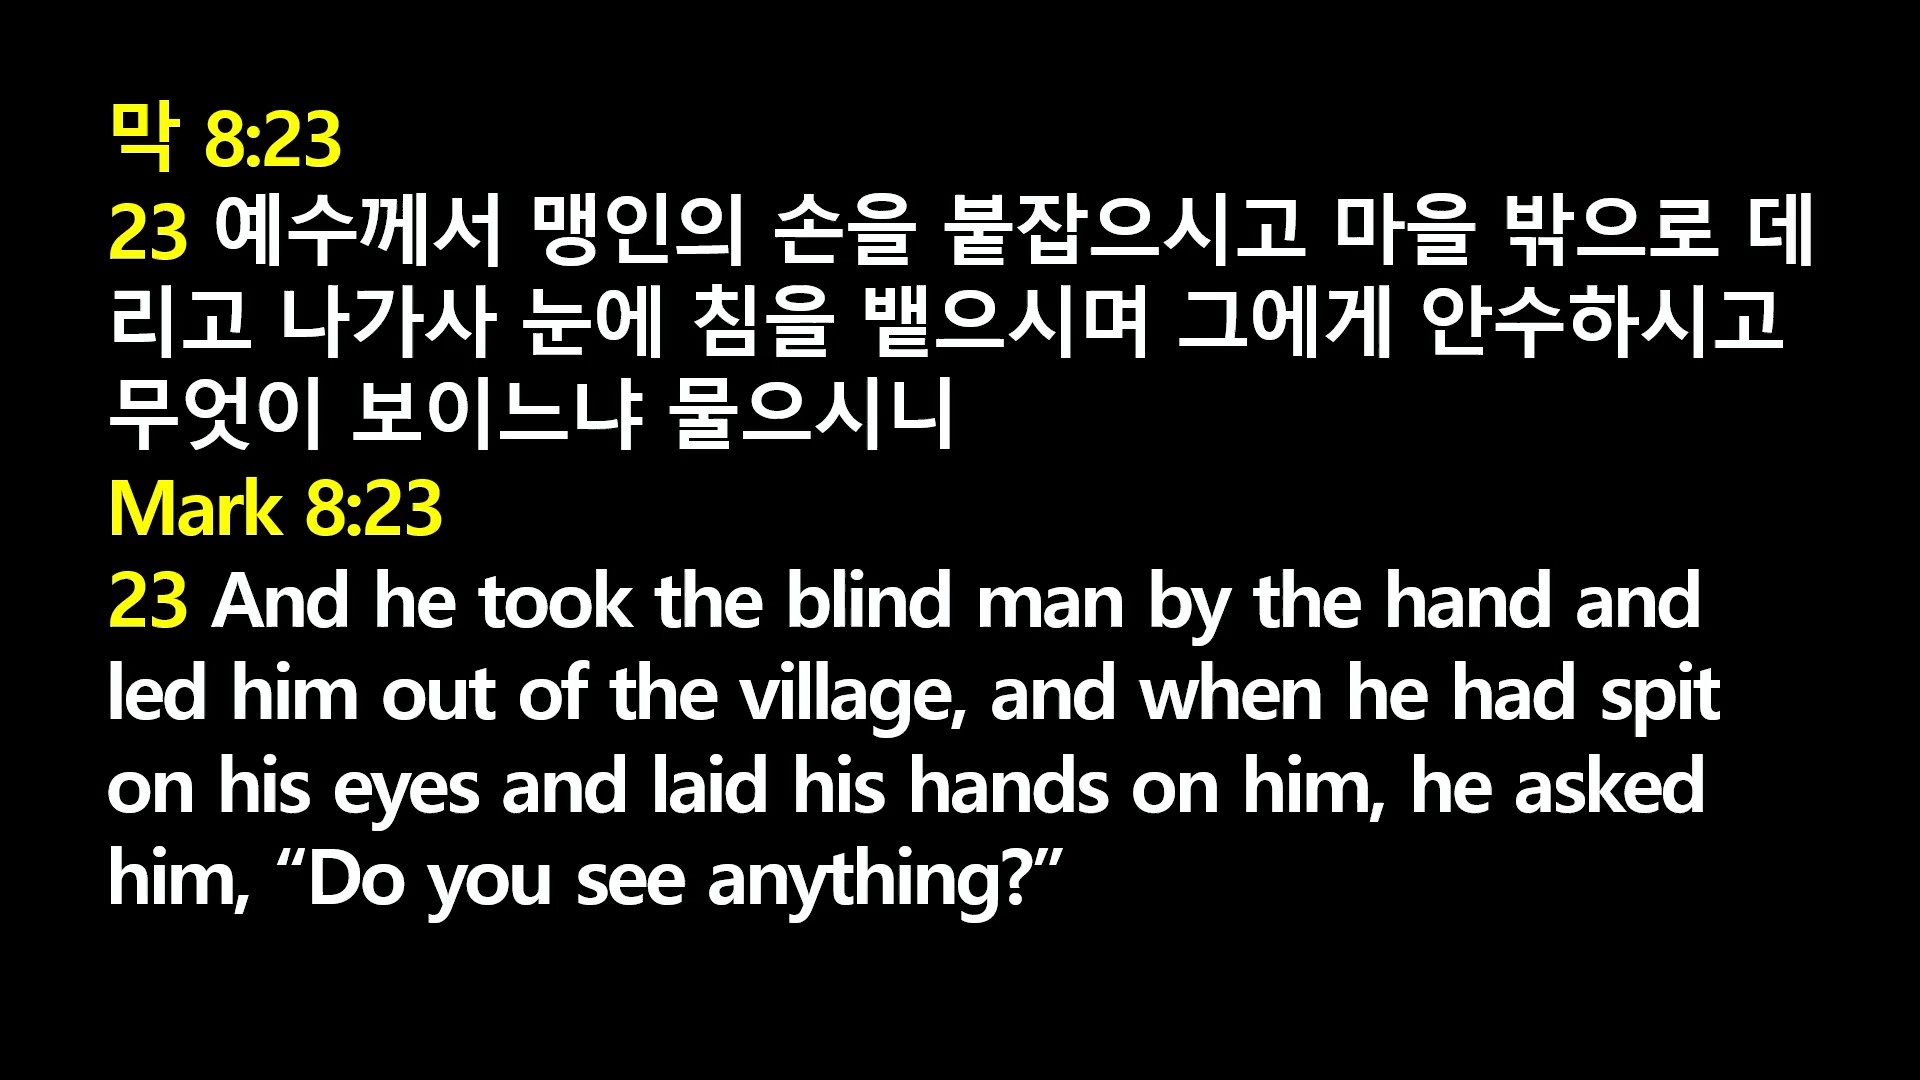 막 8:23
23 예수께서 맹인의 손을 붙잡으시고 마을 밖으로 데
리고 나가사 눈에 침을 뱉으시며 그에게 안수하시고
무엇이 보이느냐 물으시니
Mark 8:23
23 And he took the blind man by the hand and
led him out of the village, and when he had spit
on his eyes and laid his hands on him, he asked
him, “Do you see anything?”